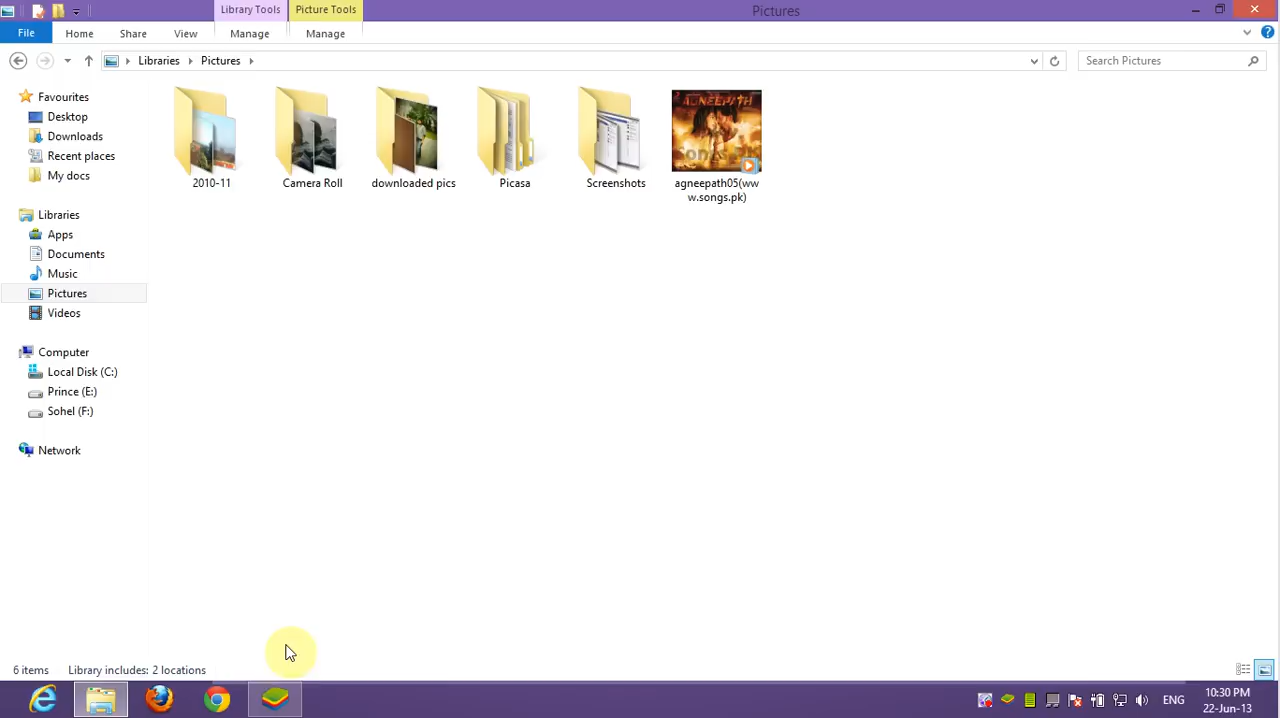 Library Tools
Picture Tools
Pictures
File
Home
Share
View
Manage
Manage
Libraries
Pictures
Search Pictures
Favourites
Desktop
Downloads
Recent places
My docs
Libraries
Apps
Documents
Music
Pictures
Videos
Computer
Local Disk (C:)
Prince (E:)
Sohel (F:)
Network
2010-11
Camera Roll
downloaded pics
Picasa
Screenshots
AGNEEPATH
agneepath05(ww
w.songs.pk)
6 items
Library includes: 2 locations
ENG
10:30 PM
22-Jun-13